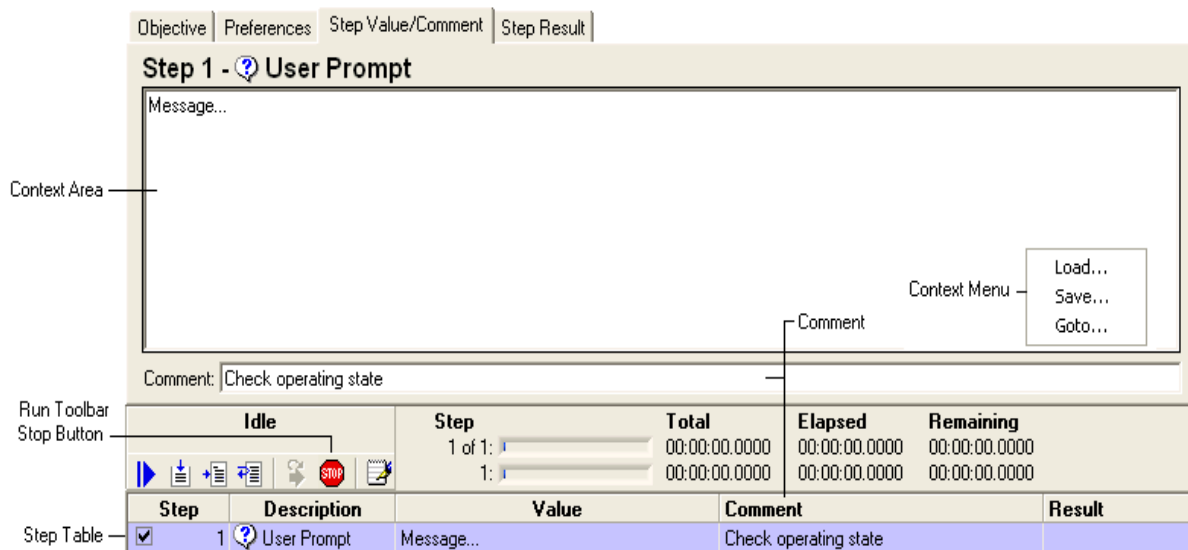 Objective Preferences Step Value/Comment Step Result
Step 1 - User Prompt
Message...
Context Area
Load...
Context Menu
Save...
Goto...
Comment
Comment: Check operating state
Run Toolbar
Stop Button
Idle Step Total Elapsed Remaining
1 of 1: 00:00:00.0000 00:00:00.0000 00:00:00.0000
STOP 1: 00:00:00.0000 00:00:00.0000 00:00:00.0000
Step Description Value Comment Result
Step Table 1 User Prompt Message... Check operating state